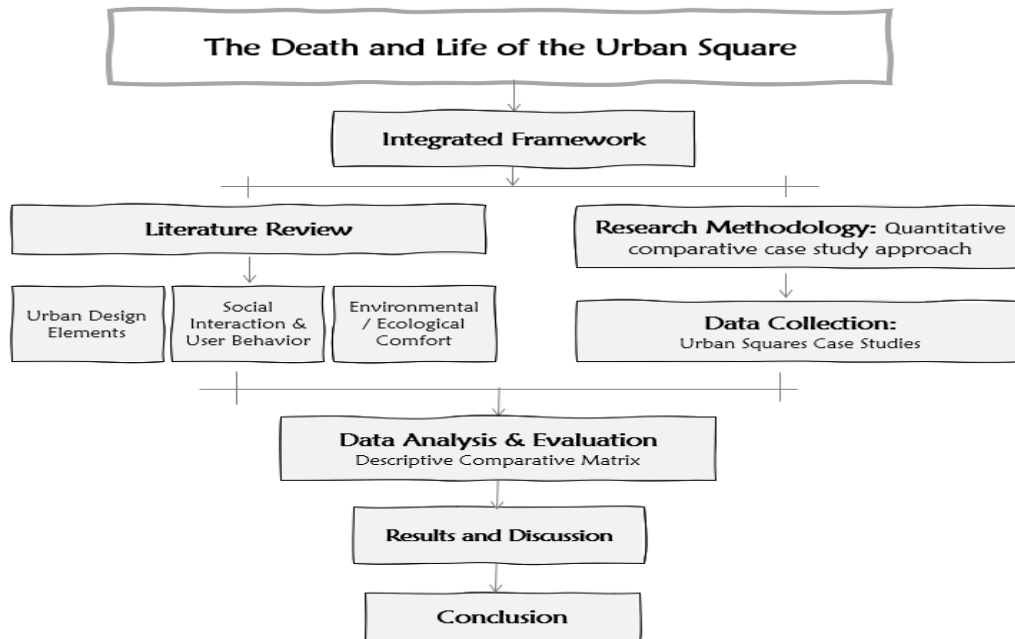 The Death and Life of the Urban Square
Integrated Framework
Literature Review
Urban Design
Elements
Social
Interaction &
User Behavior
Environmental
/ Ecological
Comfort
Research Methodology: Quantitative
comparative case study approach
Data Collection:
Urban Squares Case Studies
Data Analysis & Evaluation
Descriptive Comparative Matrix
Results and Discussion
Conclusion